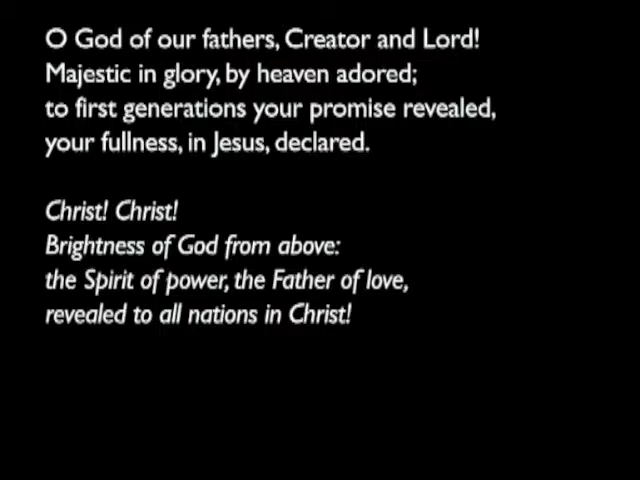 O God of our fathers, Creator and Lord!
Majestic in glory, by heaven adored;
to first generations your promise revealed,
your fullness, in Jesus, declared.
Christ! Christ!
Brightness of God from above:
the Spirit of power, the Father of love,
revealed to all nations in Christ!